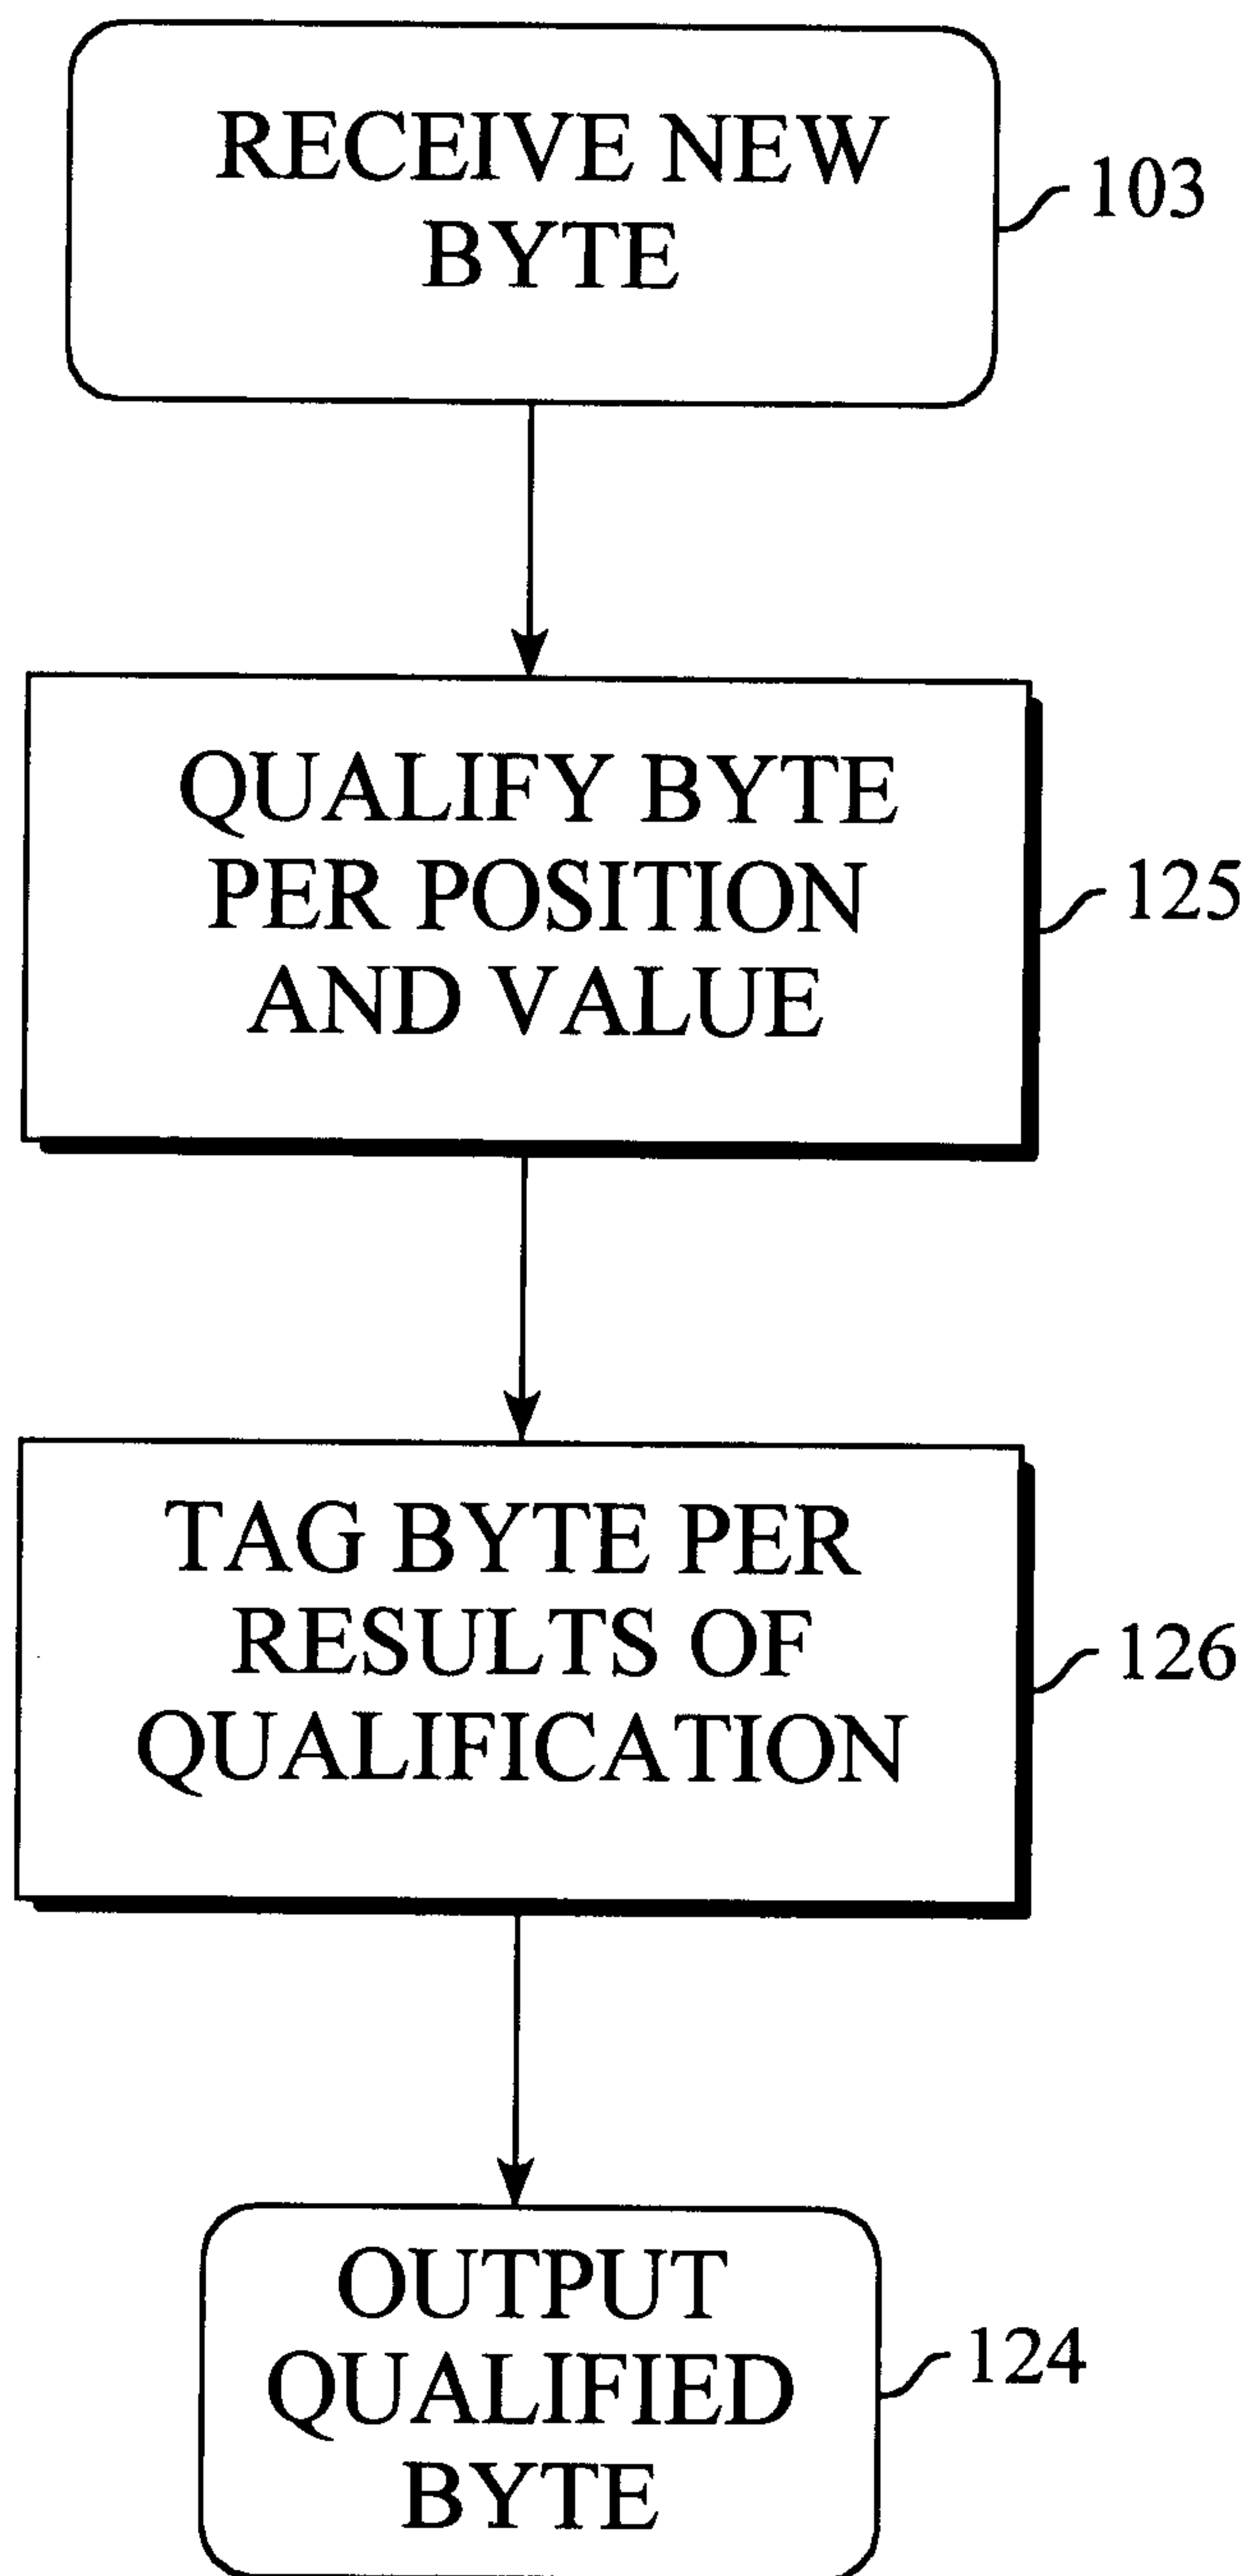 RECEIVE NEW
BYTE
103
QUALIFY BYTE
PER POSITION
AND VALUE
125
TAG BYTE PER
RESULTS OF
QUALIFICATION
126
OUTPUT
QUALIFIED
BYTE
124